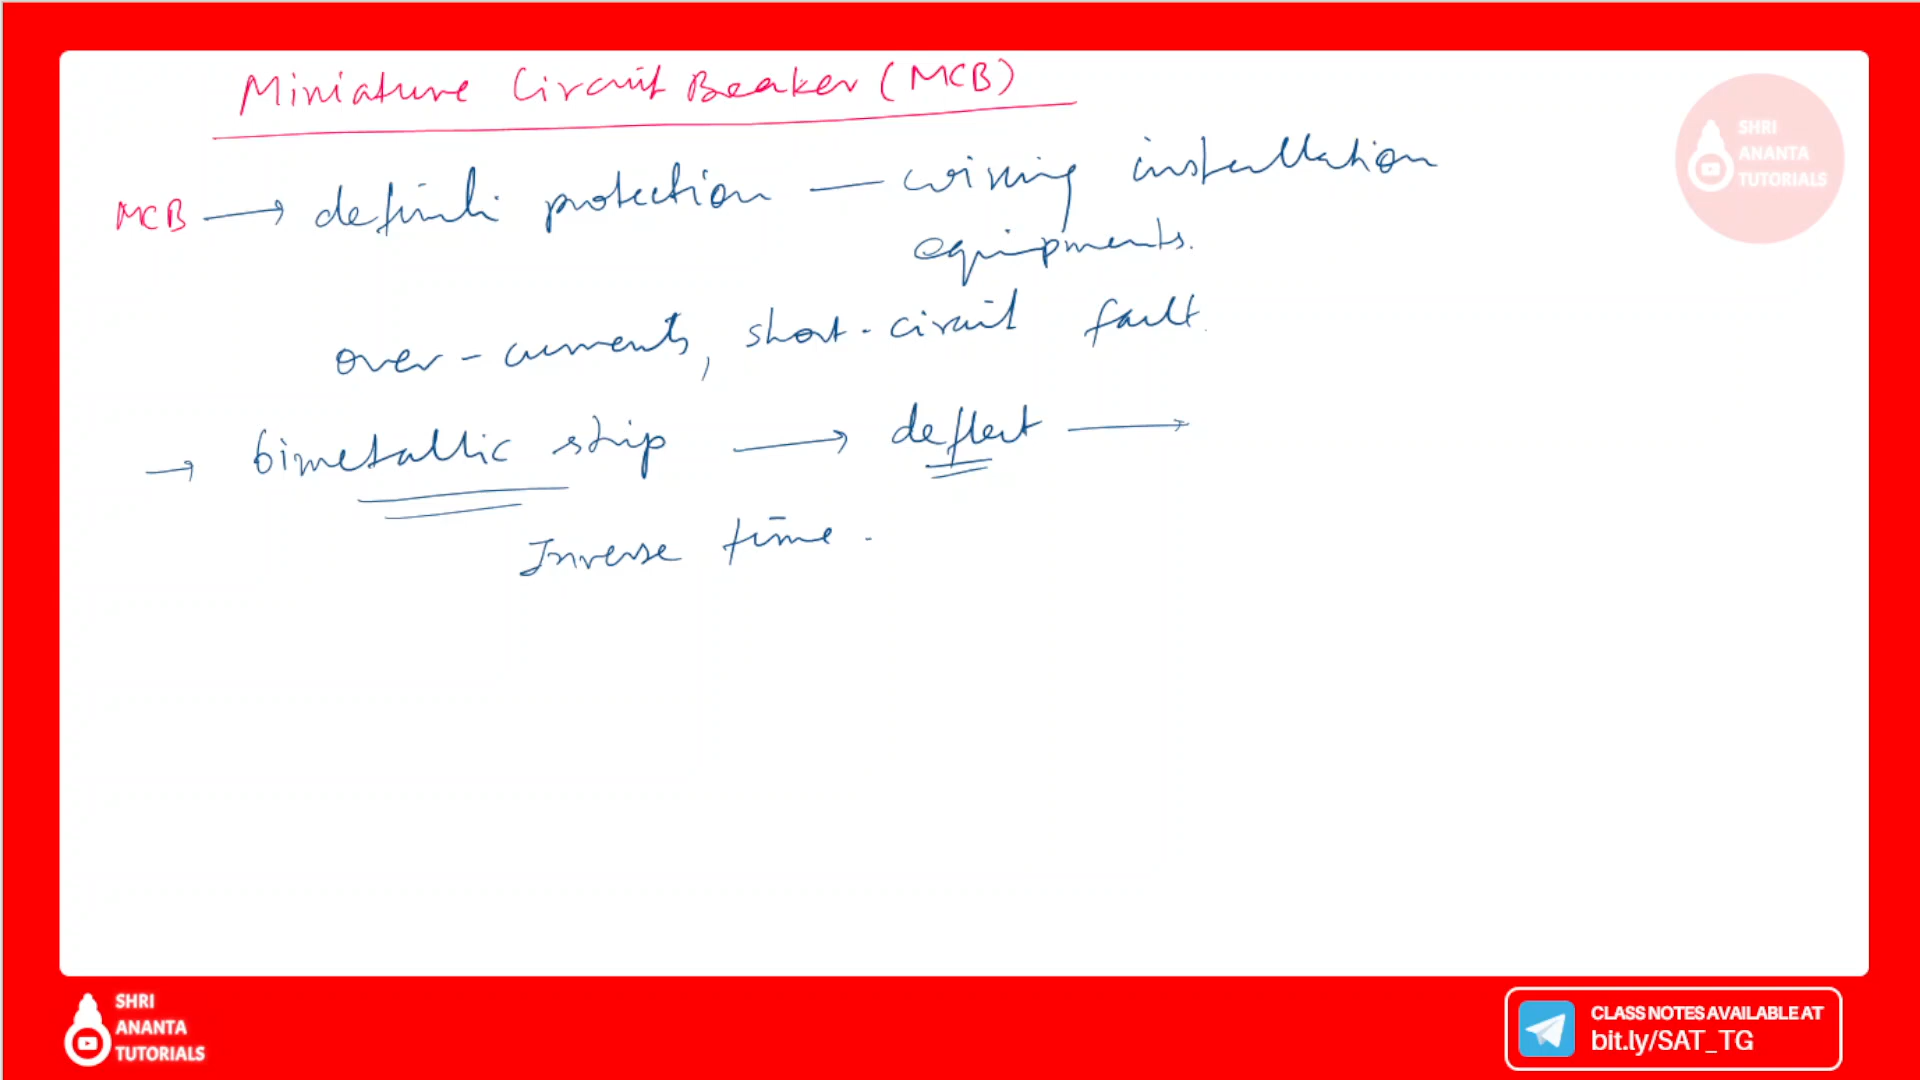 Miniature Circuit Beaker (MCB)
MCB → definite protection — wiring installation
equipments.
over - currents, short - circuit fault.
→ bimetallic strip → deflect →
Inverse time.
SHRI
ANANTA
TUTORIALS
SHRI
ANANTA
TUTORIALS
CLASS NOTES AVAILABLE AT
bit.ly/SAT_TG